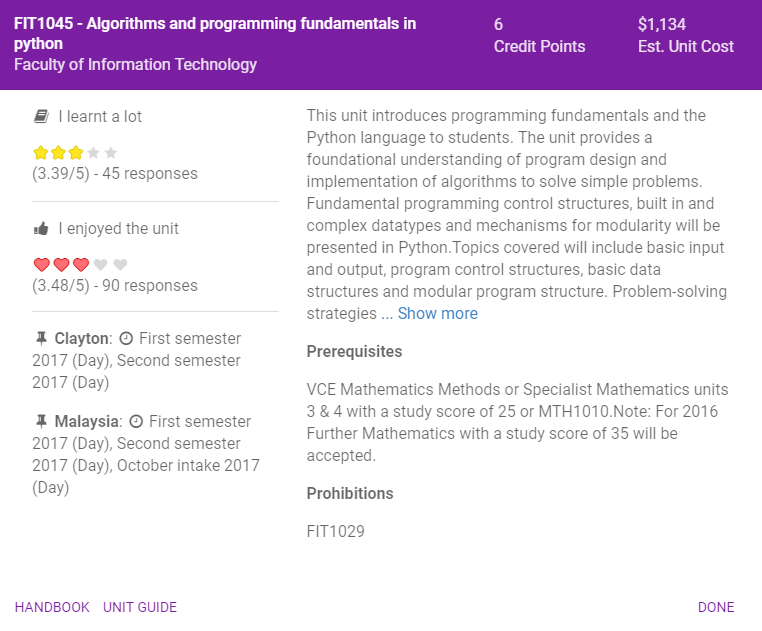 FIT1045 - Algorithms and programming fundamentals in
python
Faculty of Information Technology
6
Credit Points
$1,134
Est. Unit Cost
I learnt a lot
(3.39/5) - 45 responses
I enjoyed the unit
(3.48/5) - 90 responses
Clayton: First semester
2017 (Day), Second semester
2017 (Day)
Malaysia: First semester
2017 (Day), Second semester
2017 (Day), October intake 2017
(Day)
This unit introduces programming fundamentals and the
Python language to students. The unit provides a
foundational understanding of program design and
implementation of algorithms to solve simple problems.
Fundamental programming control structures, built in and
complex datatypes and mechanisms for modularity will be
presented in Python.Topics covered will include basic input
and output, program control structures, basic data
structures and modular program structure. Problem-solving
strategies ... Show more
Prerequisites
VCE Mathematics Methods or Specialist Mathematics units
3 & 4 with a study score of 25 or MTH1010.Note: For 2016
Further Mathematics with a study score of 35 will be
accepted.
Prohibitions
FIT1029
HANDBOOK UNIT GUIDE
DONE